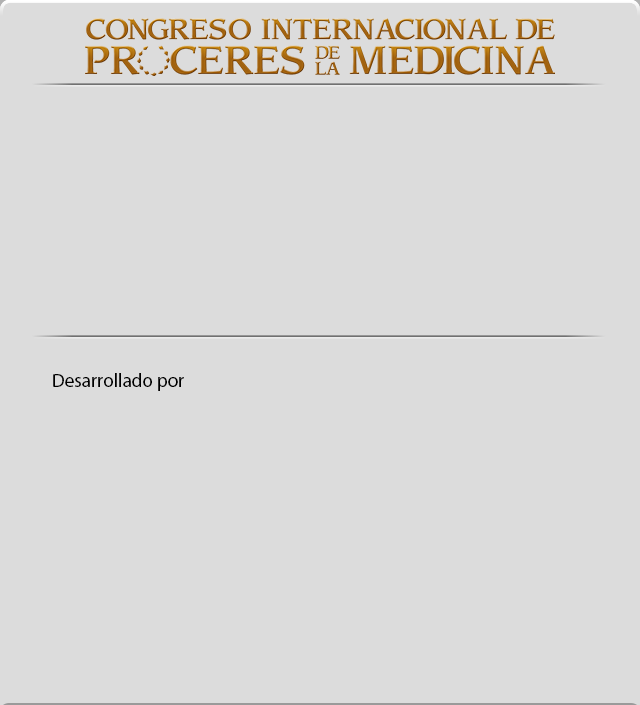 CONGRESO INTERNACIONAL DE
PROCERES DE LA MEDICINA
Desarrollado por